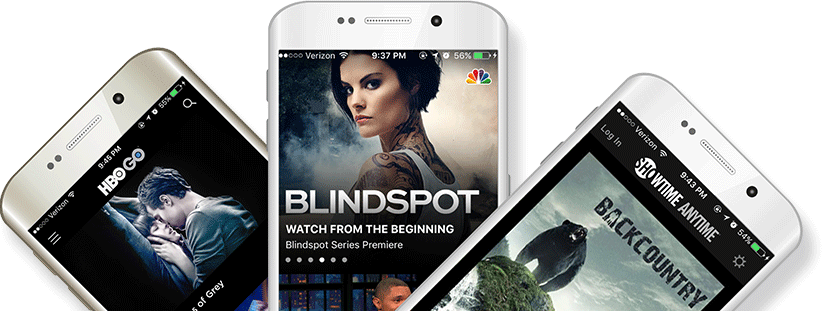 Verizon
9:45 PM
55%
HBO GO
s of Grey
Verizon
9:37 PM
56%
BLINDSPOT
WATCH FROM THE BEGINNING
Blindspot Series Premiere
Verizon
9:43 PM
54%
Log In
SHOWTIME ANYTIME
BACKCOUNTRY